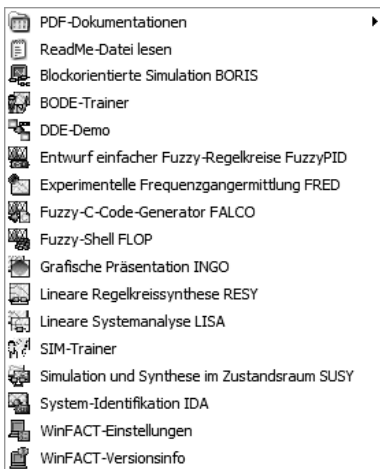 PDF-Dokumentationen
ReadMe-Datei lesen
Blockorientierte Simulation BORIS
BODE-Trainer
DDE-Demo
Entwurf einfacher Fuzzy-Regelkreise FuzzyPID
Experimentelle Frequenzgangermittlung FRED
Fuzzy-C-Code-Generator FALCO
Fuzzy-Shell FLOP
Grafische Präsentation INGO
Lineare Regelkreissynthese RESY
Lineare Systemanalyse LISA
SIM-Trainer
Simulation und Synthese im Zustandsraum SUSY
System-Identifikation IDA
WinFACT-Einstellungen
WinFACT-Versionsinfo